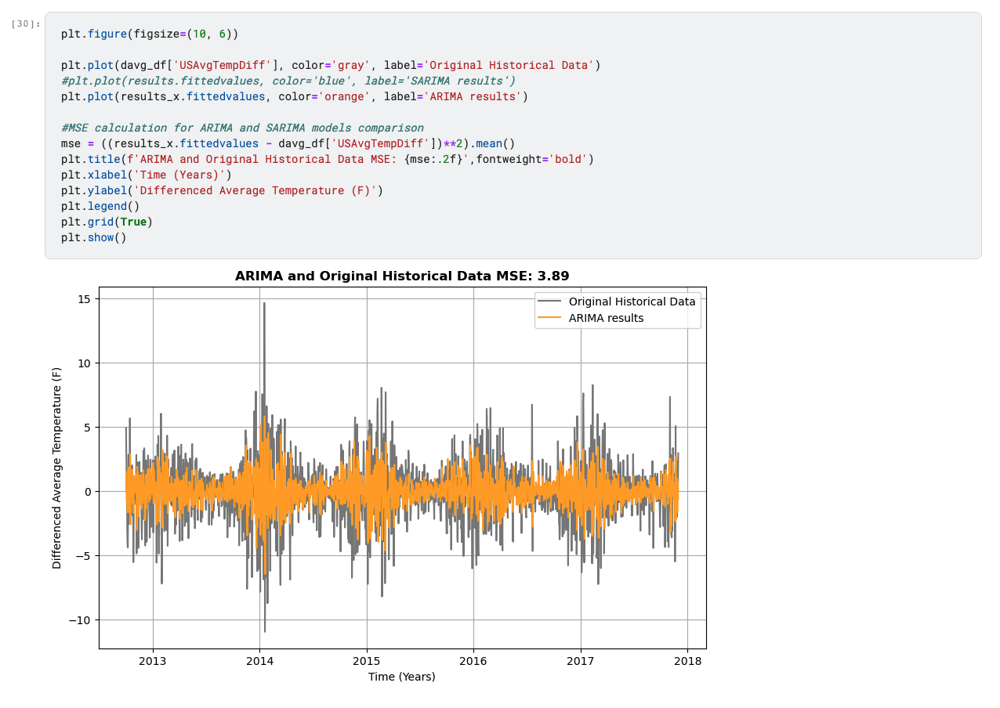 [30]:
plt.figure(figsize=(10, 6))
plt.plot(davg_df['USAvgTempDiff'], color='gray', label='Original Historical Data')
#plt.plot(results.fittedvalues, color='blue', label='SARIMA results')
plt.plot(results_x.fittedvalues, color='orange', label='ARIMA results')
#MSE calculation for ARIMA and SARIMA models comparison
mse = ((results_x.fittedvalues - davg_df['USAvgTempDiff'])**2).mean()
plt.title(f'ARIMA and Original Historical Data MSE: {mse:.2f}',fontweight='bold')
plt.xlabel('Time (Years)')
plt.ylabel('Differenced Average Temperature (F)')
plt.legend()
plt.grid(True)
plt.show()
ARIMA and Original Historical Data MSE: 3.89
Original Historical Data
ARIMA results
Differenced Average Temperature (F)
15
10
5
0
−5
−10
2013 2014 2015 2016 2017 2018
Time (Years)